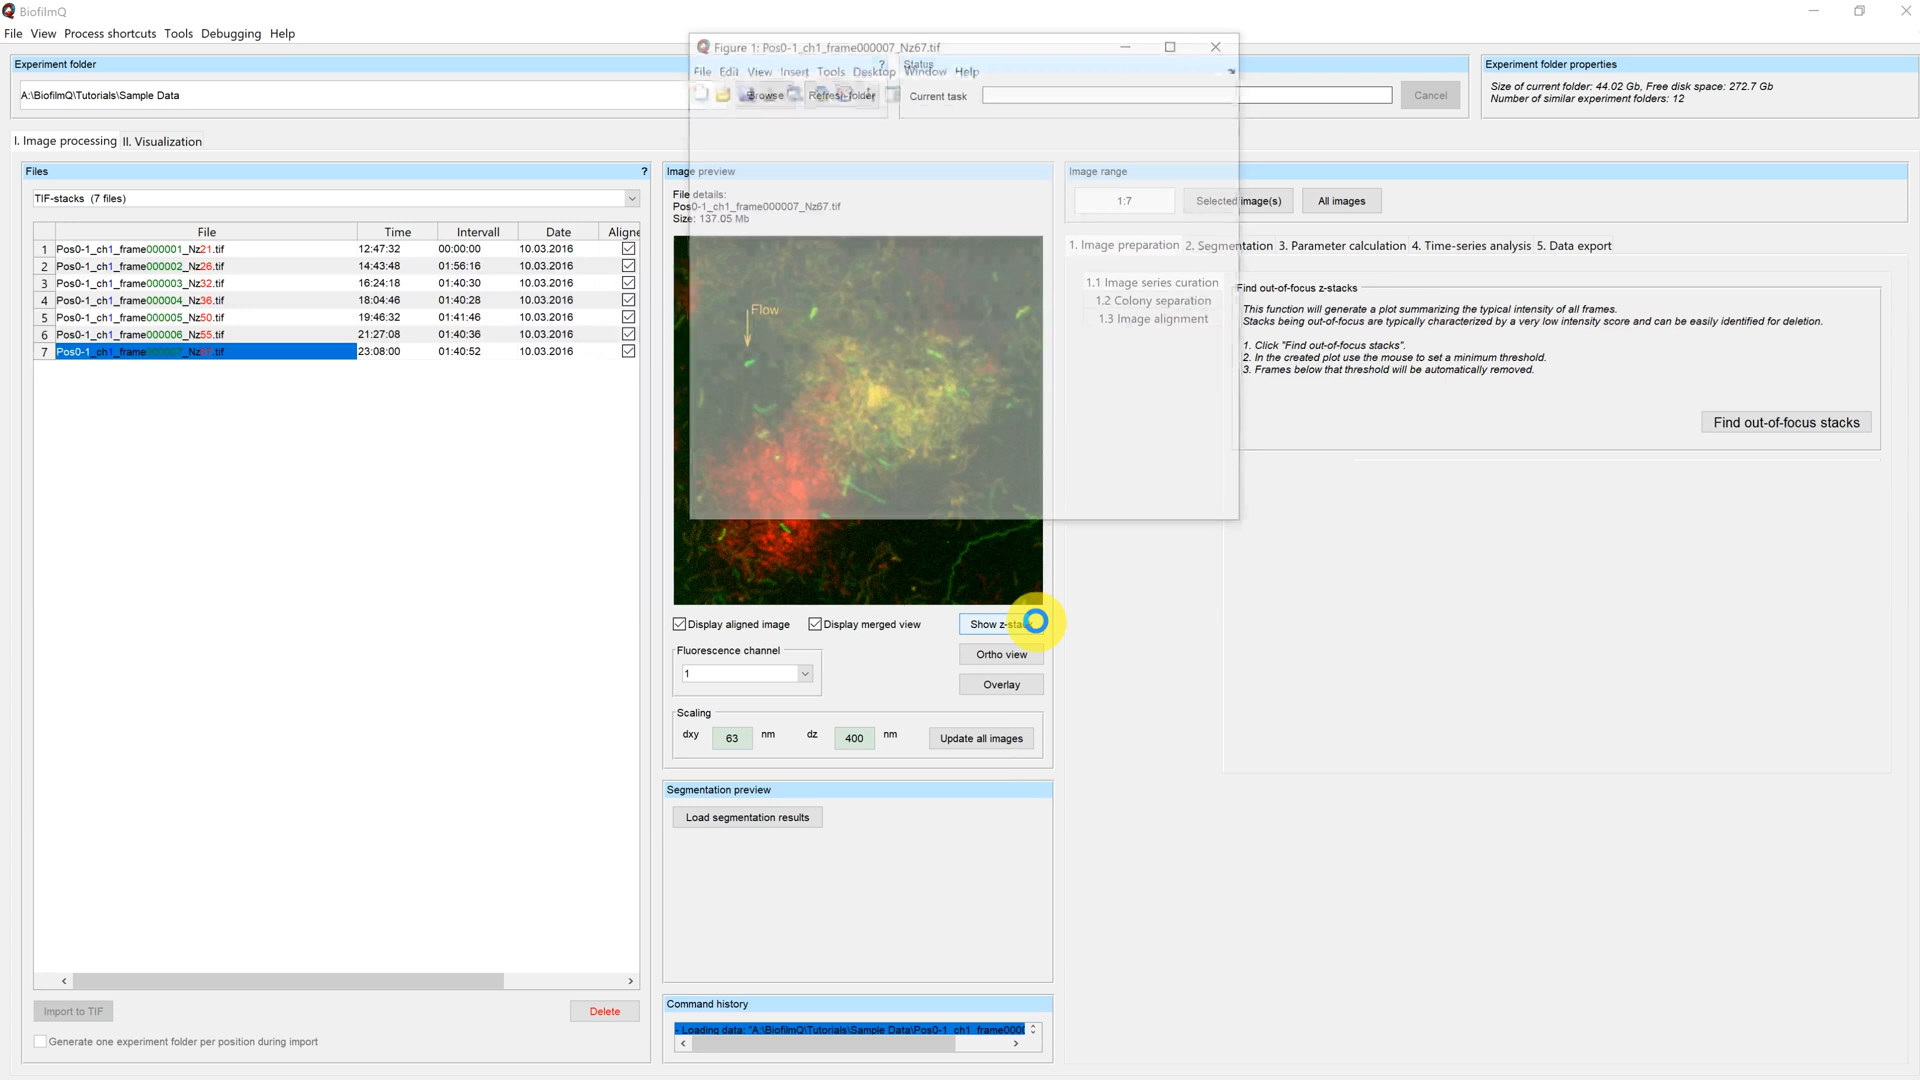 BiofilmQ
File View Process shortcuts Tools Debugging Help
Experiment folder
A:\BiofilmQ\Tutorials\Sample Data
Browse
Refresh folder
?
Figure 1: Pos0-1_ch1_frame000007_Nz67.tif
File Edit View Insert Tools Desktop Window Help
Status
Current task
Cancel
Experiment folder properties
Size of current folder: 44.02 Gb, Free disk space: 272.7 Gb
Number of similar experiment folders: 12
I. Image processing II. Visualization
Files ?
TIF-stacks (7 files)
File Time Intervall Date Aligne
1 Pos0-1_ch1_frame000001_Nz21.tif 12:47:32 00:00:00 10.03.2016
2 Pos0-1_ch1_frame000002_Nz26.tif 14:43:48 01:56:16 10.03.2016
3 Pos0-1_ch1_frame000003_Nz32.tif 16:24:18 01:40:30 10.03.2016
4 Pos0-1_ch1_frame000004_Nz36.tif 18:04:46 01:40:28 10.03.2016
5 Pos0-1_ch1_frame000005_Nz50.tif 19:46:32 01:41:46 10.03.2016
6 Pos0-1_ch1_frame000006_Nz55.tif 21:27:08 01:40:36 10.03.2016
7 Pos0-1_ch1_frame000007_Nz67.tif 23:08:00 01:40:52 10.03.2016
Import to TIF
Delete
Generate one experiment folder per position during import
Image preview
File details:
Pos0-1_ch1_frame000007_Nz67.tif
Size: 137.05 Mb
Flow
Display aligned image Display merged view Show z-stack
Fluorescence channel
1
Ortho view
Overlay
Scaling
dxy 63 nm dz 400 nm Update all images
Segmentation preview
Load segmentation results
Command history
- Loading data: "A:\BiofilmQ\Tutorials\Sample Data\Pos0-1_ch1_frame000
Image range
1:7 Selected image(s) All images
1. Image preparation 2. Segmentation 3. Parameter calculation 4. Time-series analysis 5. Data export
1.1 Image series curation
1.2 Colony separation
1.3 Image alignment
Find out-of-focus z-stacks
This function will generate a plot summarizing the typical intensity of all frames.
Stacks being out-of-focus are typically characterized by a very low intensity score and can be easily identified for deletion.
1. Click "Find out-of-focus stacks".
2. In the created plot use the mouse to set a minimum threshold.
3. Frames below that threshold will be automatically removed.
Find out-of-focus stacks